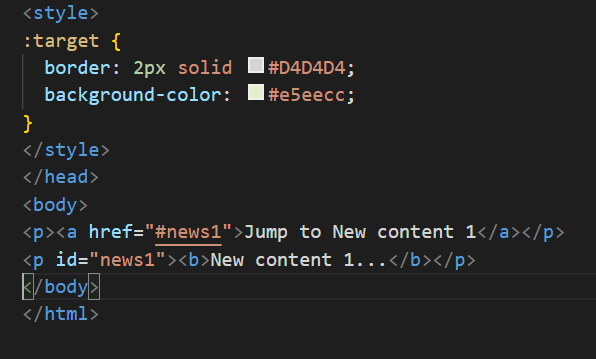 <style>
:target {
  border: 2px solid #D4D4D4;
  background-color: #e5eecc;
}
</style>
</head>
<body>
<p><a href="#news1">Jump to New content 1</a></p>
<p id="news1"><b>New content 1...</b></p>
</body>
</html>